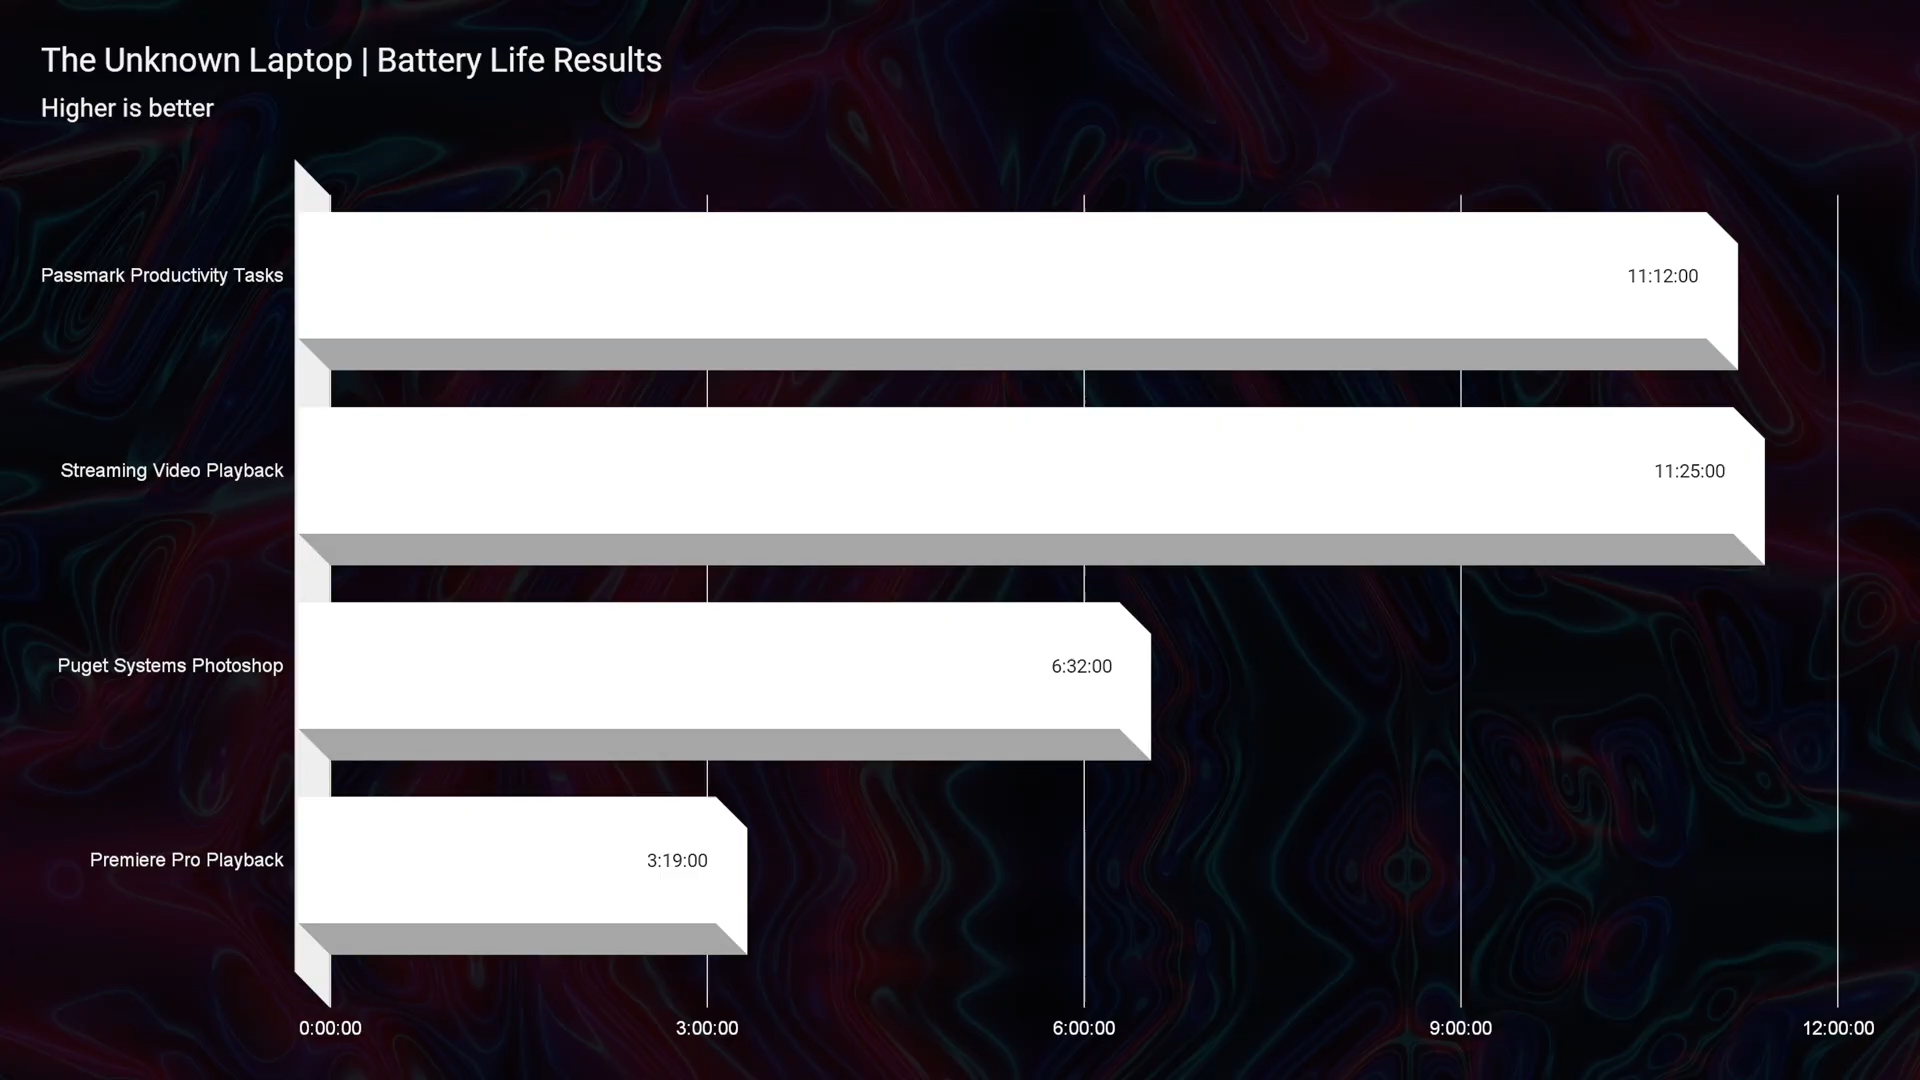 The Unknown Laptop | Battery Life Results
Higher is better
Passmark Productivity Tasks
11:12:00
Streaming Video Playback
11:25:00
Puget Systems Photoshop
6:32:00
Premiere Pro Playback
3:19:00
0:00:00 3:00:00 6:00:00 9:00:00 12:00:00